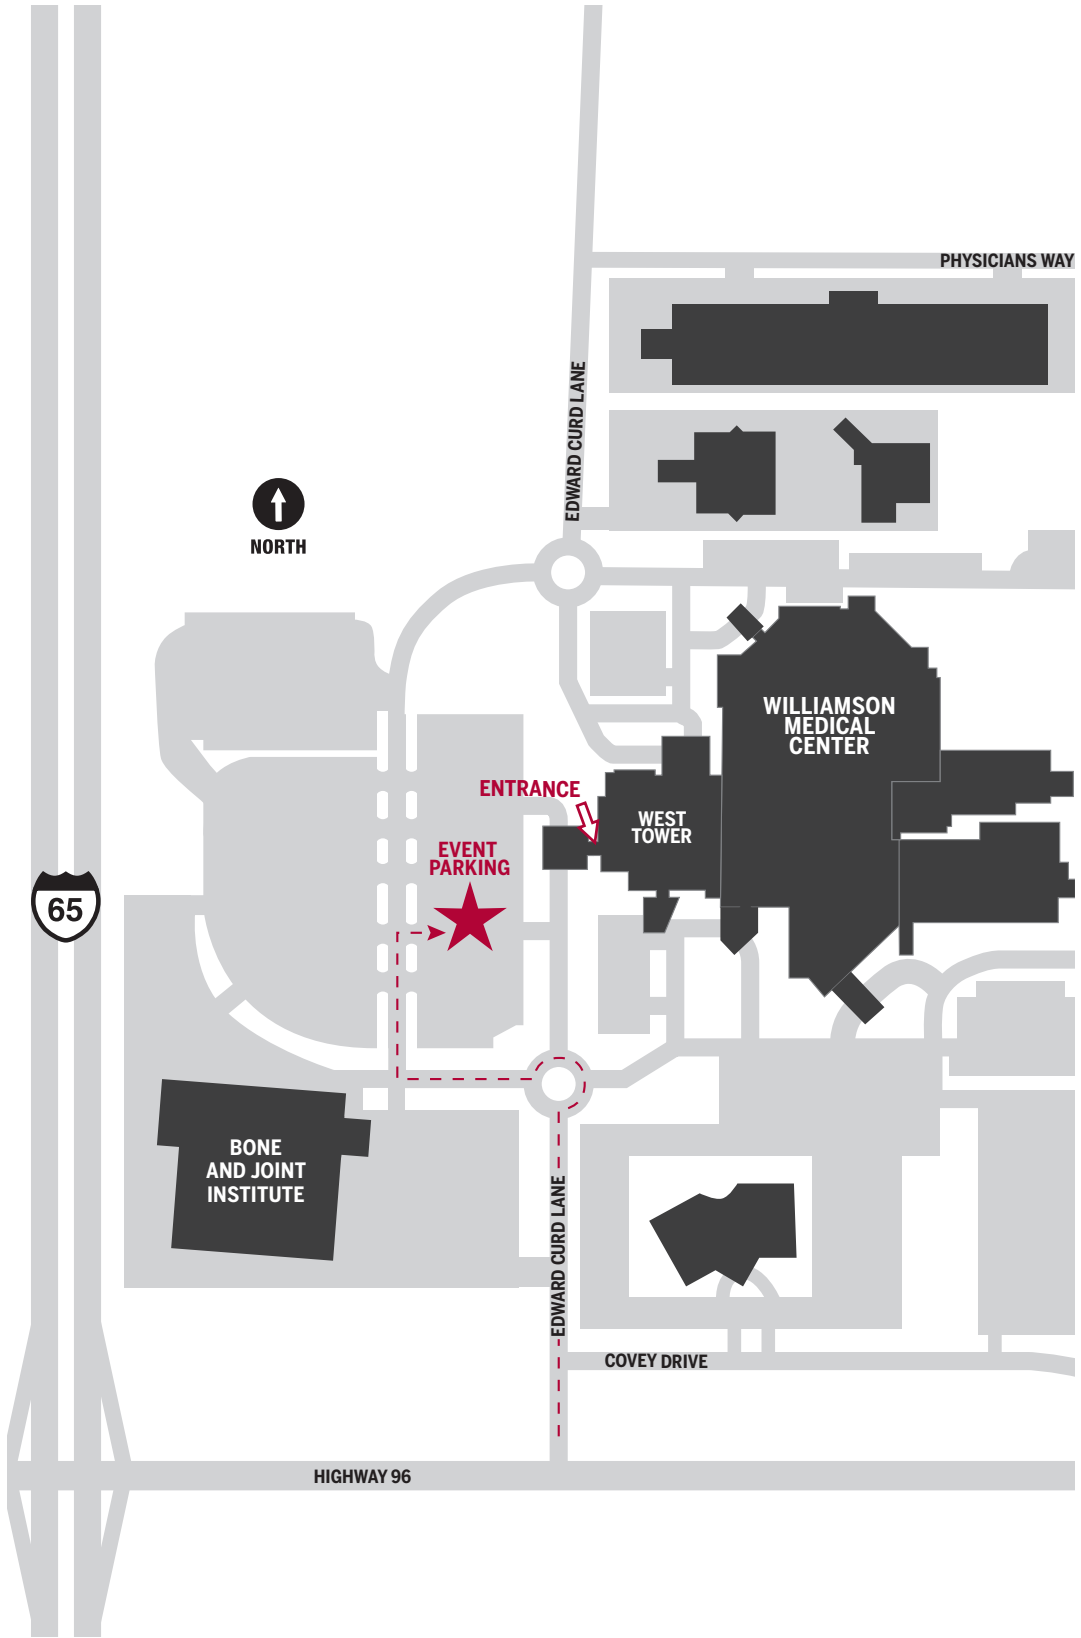 PHYSICIANS WAY
EDWARD CURD LANE
NORTH
WILLIAMSON
MEDICAL
CENTER
ENTRANCE
WEST
TOWER
EVENT
PARKING
65
BONE
AND JOINT
INSTITUTE
EDWARD CURD LANE
COVEY DRIVE
HIGHWAY 96